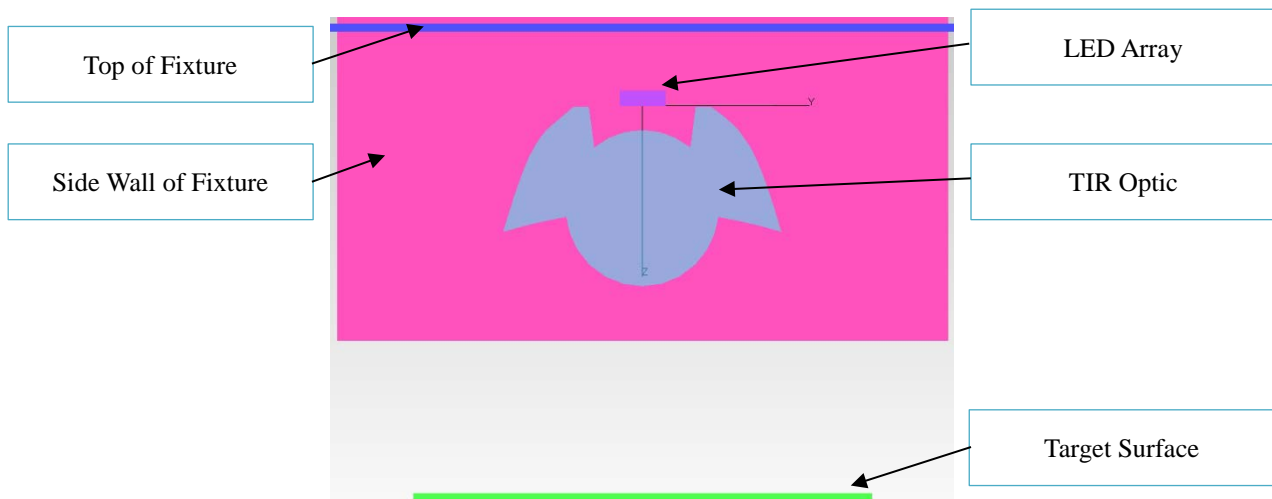 Top of Fixture
LED Array
Y
Side Wall of Fixture
TIR Optic
Z
Target Surface